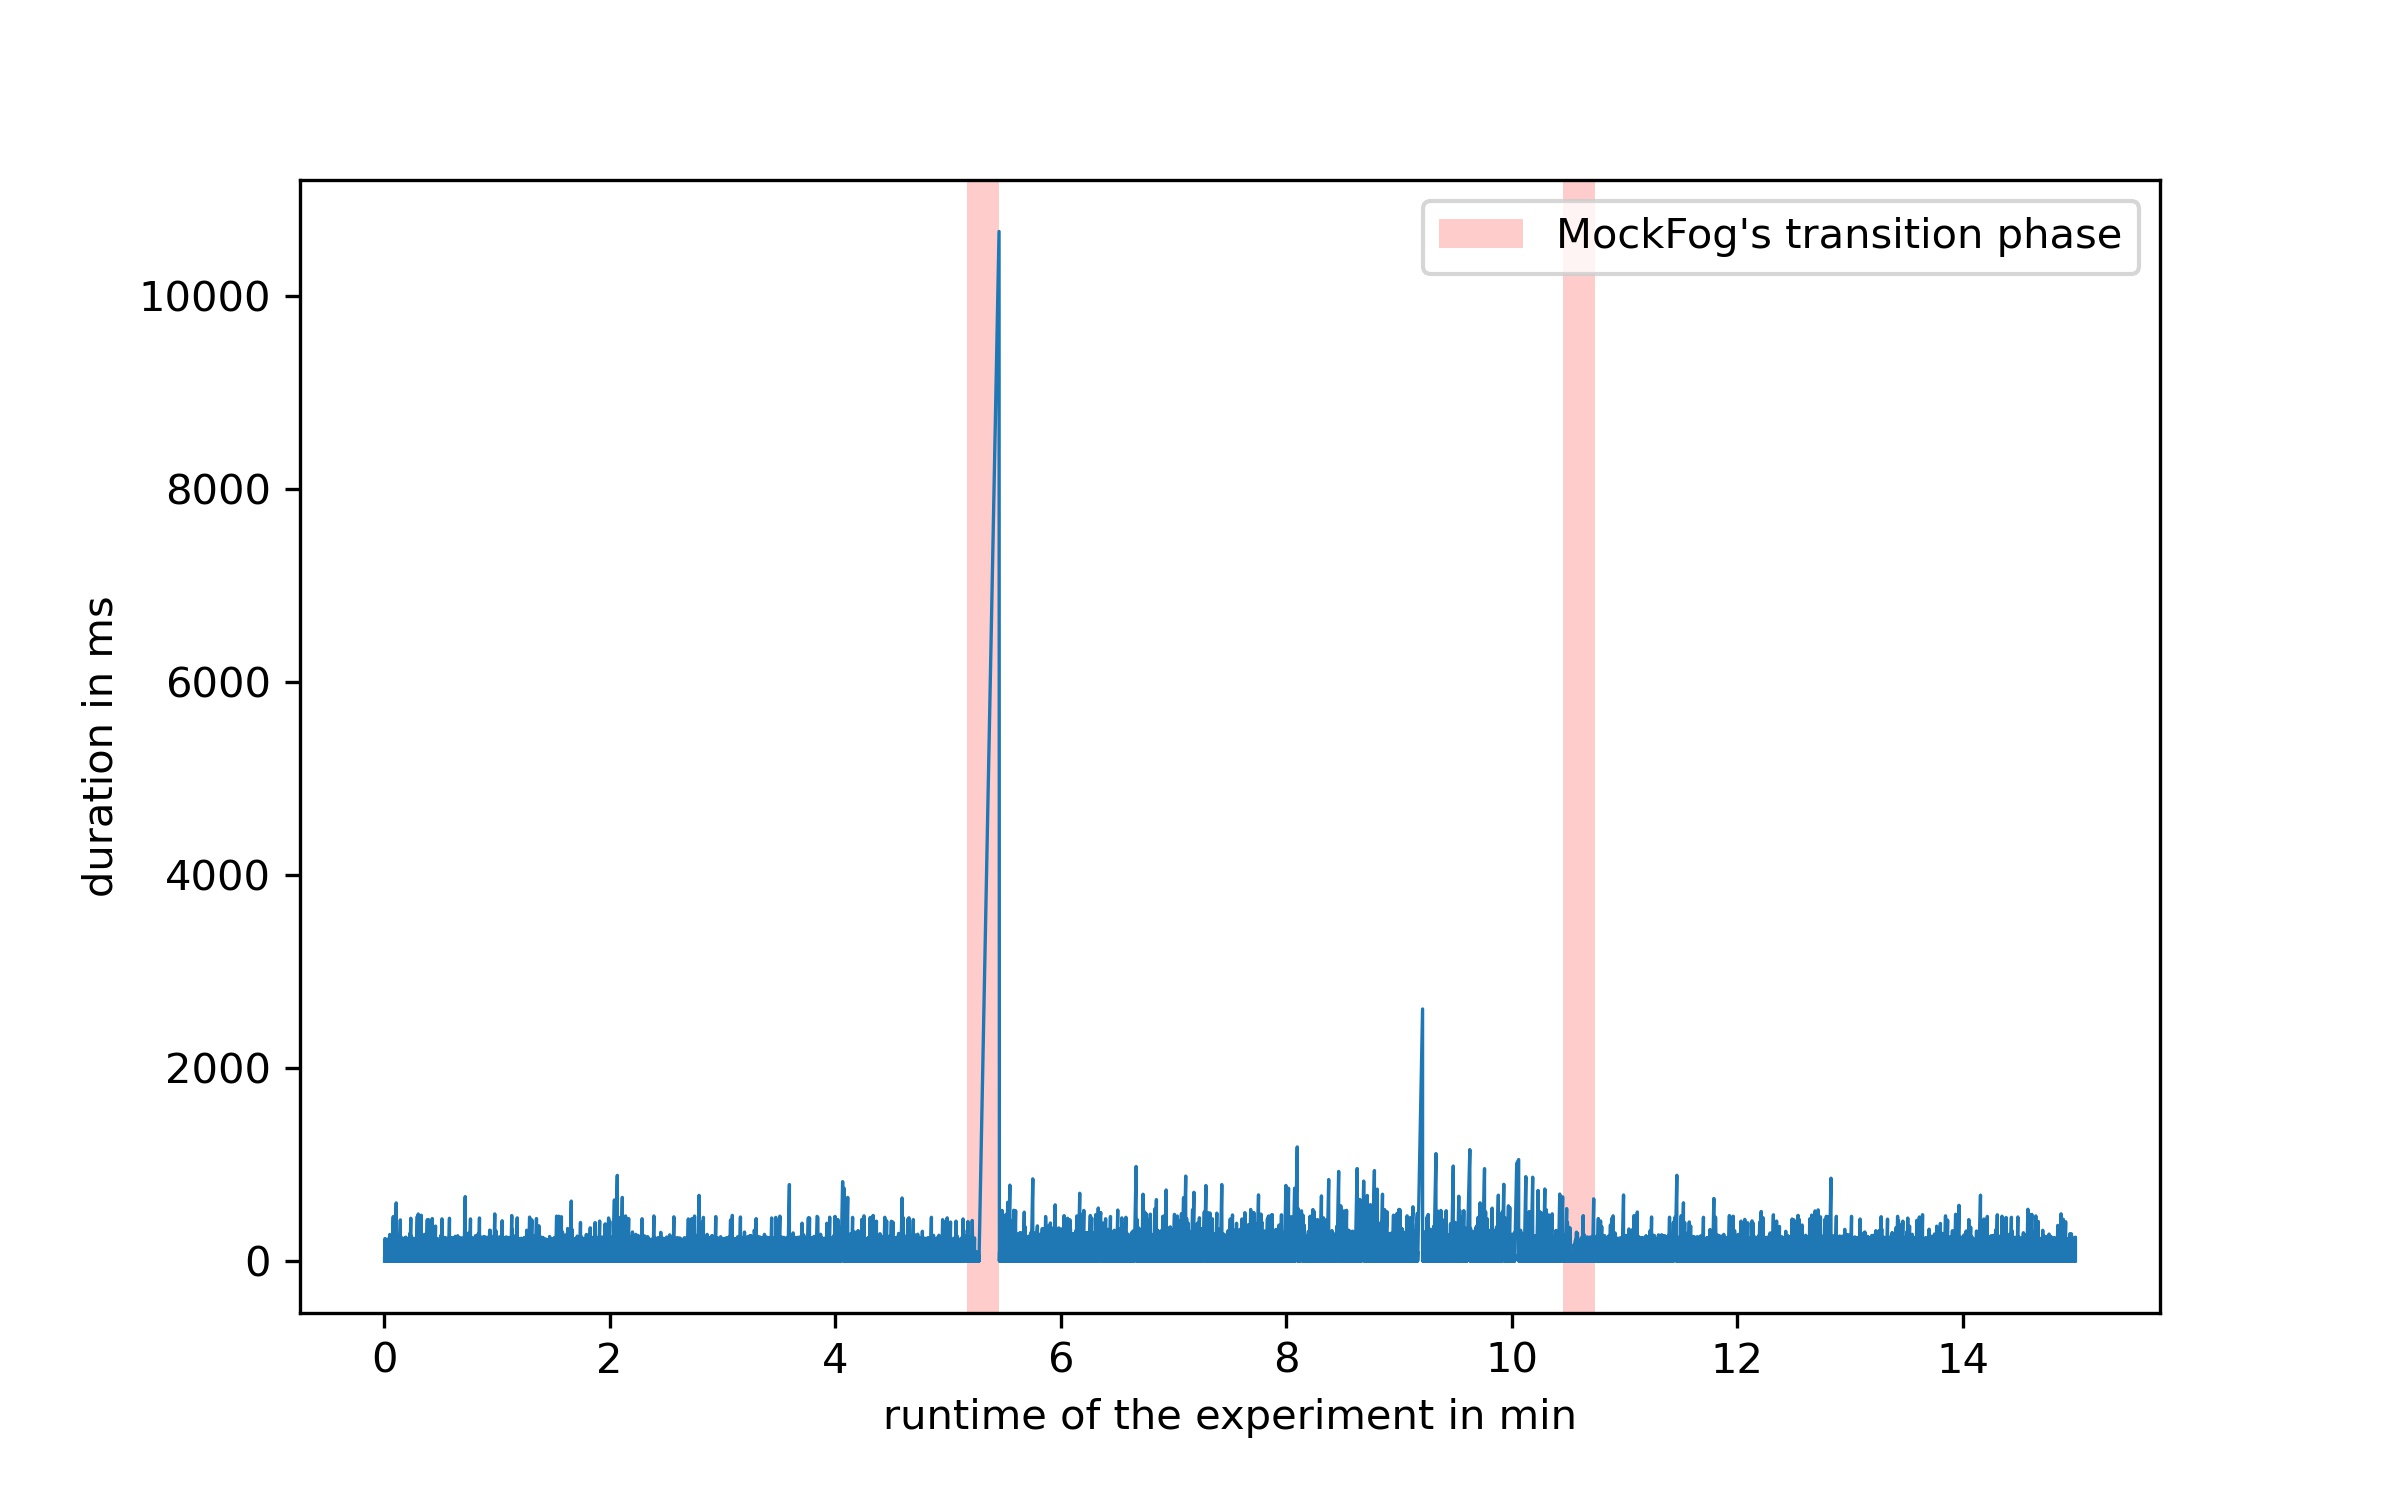 MockFog's transition phase
10000
8000
6000
4000
2000
0
duration in ms
0 2 4 6 8 10 12 14
runtime of the experiment in min